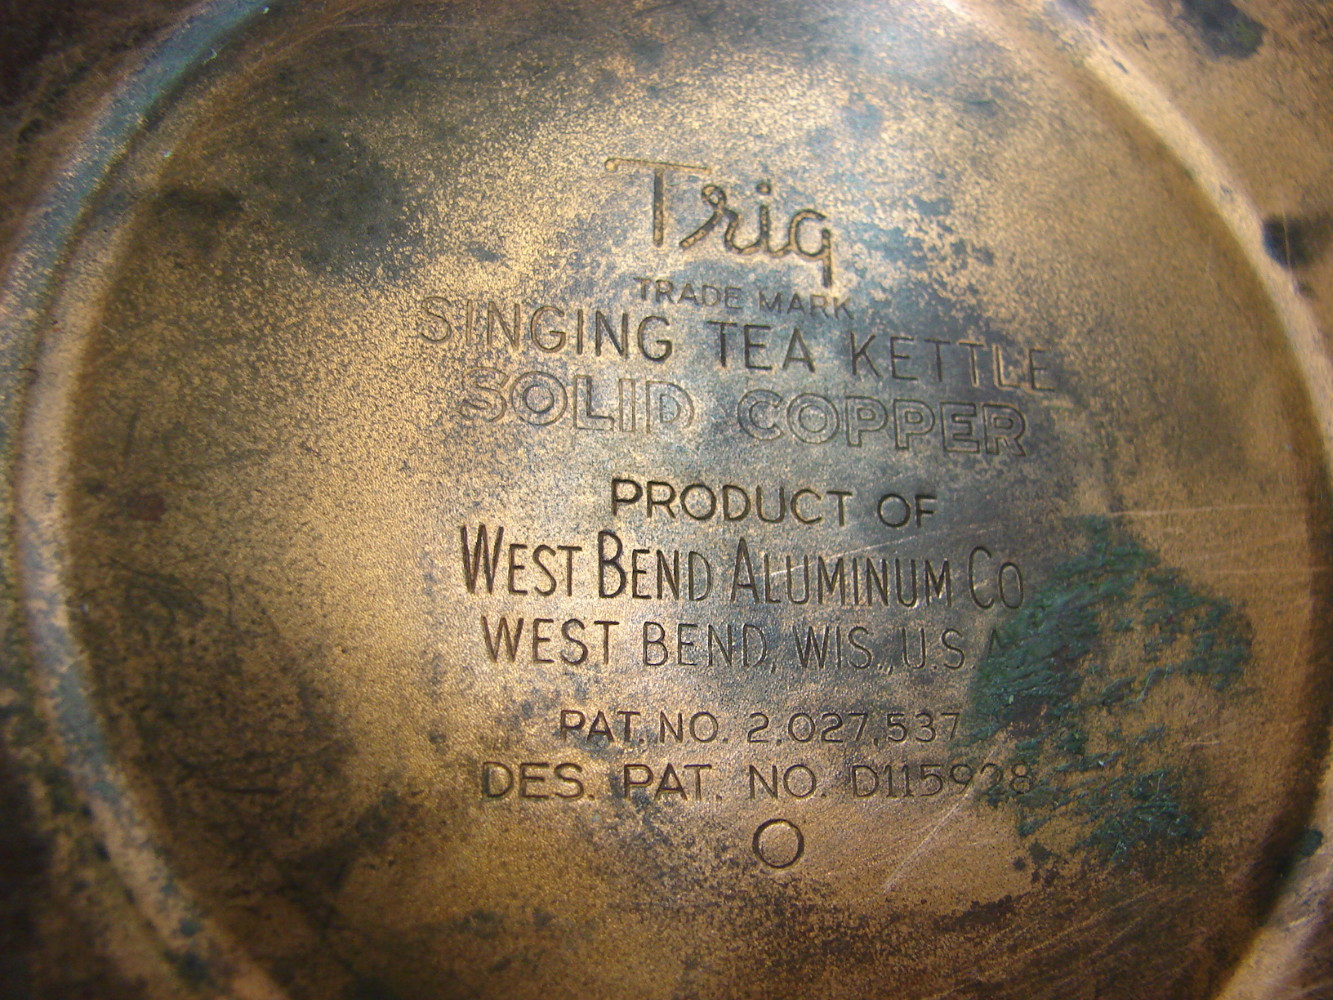 Trig
TRADE MARK
SINGING TEA KETTLE
SOLID COPPER
PRODUCT OF
WEST BEND ALUMINUM CO
WEST BEND, WIS., U.S.A
PAT. NO. 2,027,537
DES. PAT. NO. D115928
O